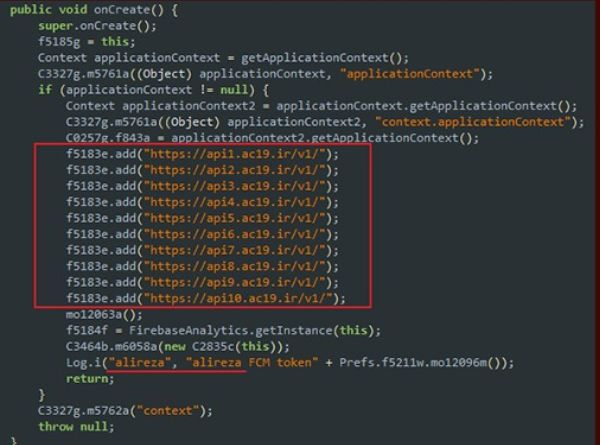 public void onCreate() {
super.onCreate();
f5185g = this;
Context applicationContext = getApplicationContext();
C3327g.m5761a((Object) applicationContext, "applicationContext");
if (applicationContext != null) {
Context applicationContext2 = applicationContext.getApplicationContext();
C3327g.m5761a((Object) applicationContext2, "context.applicationContext");
C0257g.f843a = applicationContext2.getApplicationContext();
f5183e.add("https://api1.ac19.ir/v1/");
f5183e.add("https://api2.ac19.ir/v1/");
f5183e.add("https://api3.ac19.ir/v1/");
f5183e.add("https://api4.ac19.ir/v1/");
f5183e.add("https://api5.ac19.ir/v1/");
f5183e.add("https://api6.ac19.ir/v1/");
f5183e.add("https://api7.ac19.ir/v1/");
f5183e.add("https://api8.ac19.ir/v1/");
f5183e.add("https://api9.ac19.ir/v1/");
f5183e.add("https://api10.ac19.ir/v1/");
mo12063a();
f5184f = FirebaseAnalytics.getInstance(this);
C3464b.m6058a(new C2835c(this));
Log.i("alireza", "alireza FCM token" + Prefs.f5211w.mo12096m());
return;
}
C3327g.m5762a("context");
throw null;
}